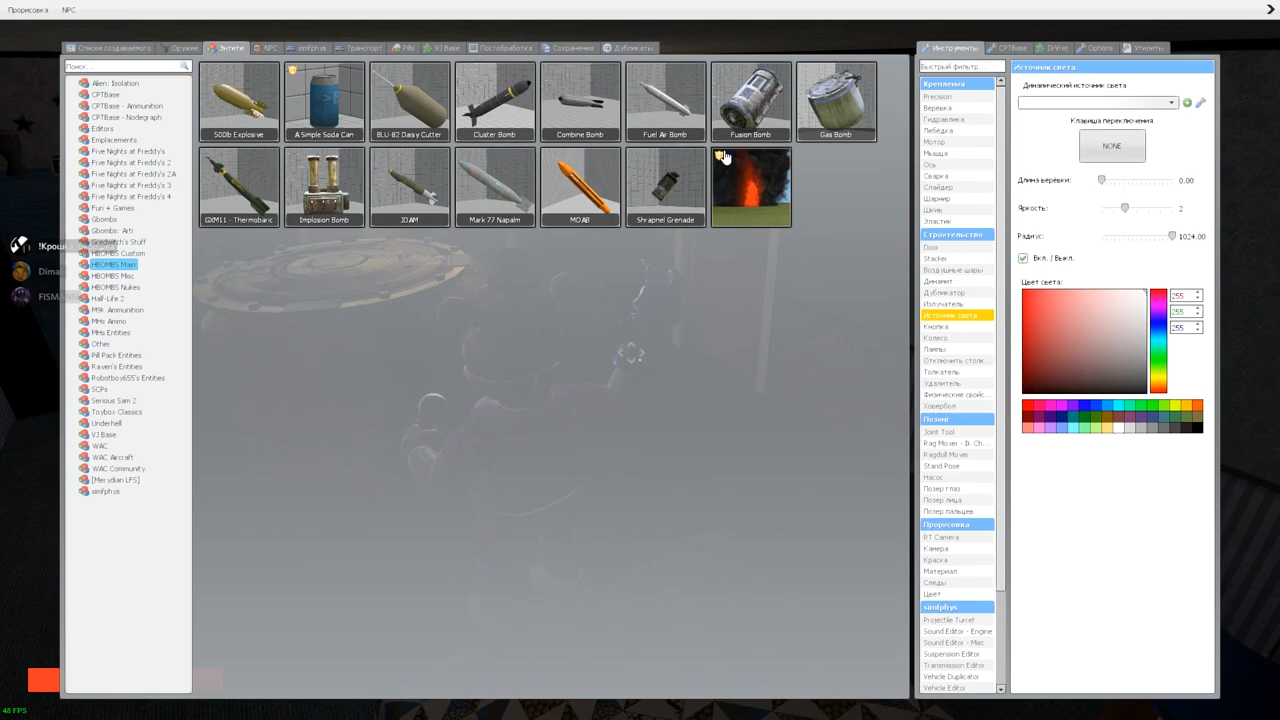 Прорисовка NPC
Списки создаваемого Оружие Энтити NPC simfphys Транспорт Pills VJ Base Постобработка Сохранения Дубликаты
Инструменты CPTBase DrVrej Options Утилиты
Поиск...
Alien: Isolation
CPTBase
CPTBase - Ammunition
CPTBase - Nodegraph
Editors
Emplacements
Five Nights at Freddy's
Five Nights at Freddy's 2
Five Nights at Freddy's 2A
Five Nights at Freddy's 3
Five Nights at Freddy's 4
Fun + Games
Gbombs
Gbombs: Arti
Gredwitch's Stuff
HBOMBS Custom
HBOMBS Main
HBOMBS Misc
HBOMBS Nukes
Half-Life 2
M9k Ammunition
MHs Ammo
MHs Entities
Other
Pill Pack Entities
Raven's Entities
Robotboy655's Entities
SCPs
Serious Sam 2
Toybox Classics
Underhell
VJ Base
WAC
WAC Aircraft
WAC Community
[Merydian LFS]
simfphys
!Крош
Dima
FISM
500lb Explosive
A Simple Soda Can
BLU-82 Daisy Cutter
Cluster Bomb
Combine Bomb
Fuel Air Bomb
Fusion Bomb
Gas Bomb
GXM11 - Thermobaric
Implosion Bomb
JDAM
Mark 77 Napalm
MOAB
Shrapnel Grenade
Быстрый фильтр...
Крепления
Precision
Верёвка
Гидравлика
Лебёдка
Мотор
Мышца
Ось
Сварка
Слайдер
Шарнир
Шкив
Эластик
Строительство
Door
Stacker
Воздушные шары
Динамит
Дубликатор
Излучатель
Источник света
Кнопка
Колесо
Лампы
Отключить столк...
Толкатель
Удалитель
Физические свойс...
Ховербол
Позинг
Joint Tool
Rag Mover - IK Ch...
Ragdoll Mover
Stand Pose
Насос
Позер глаз
Позер лица
Позер пальцев
Прорисовка
RT Camera
Камера
Краска
Материал
Следы
Цвет
simfphys
Projectile Turret
Sound Editor - Engine
Sound Editor - Misc
Suspension Editor
Transmission Editor
Vehicle Duplicator
Vehicle Editor
Источник света
Динамический источник света
Клавиша переключения
NONE
Длина верёвки: 0.00
Яркость: 2
Радиус: 1024.00
Вкл. / Выкл.
Цвет света:
255
255
255
48 FPS